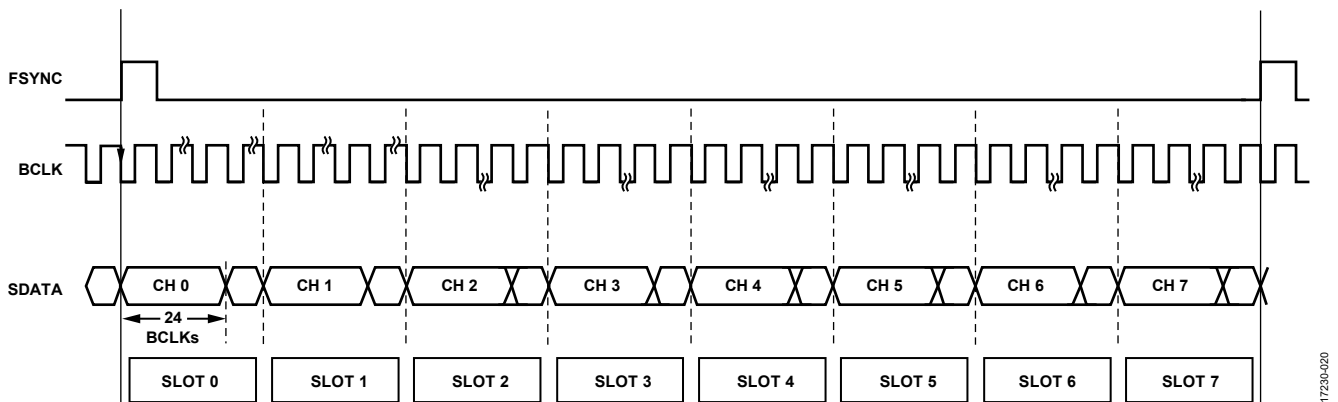 FSYNC
BCLK
SDATA
CH 0
CH 1
CH 2
CH 3
CH 4
CH 5
CH 6
CH 7
24
BCLKs
SLOT 0
SLOT 1
SLOT 2
SLOT 3
SLOT 4
SLOT 5
SLOT 6
SLOT 7
17230-020